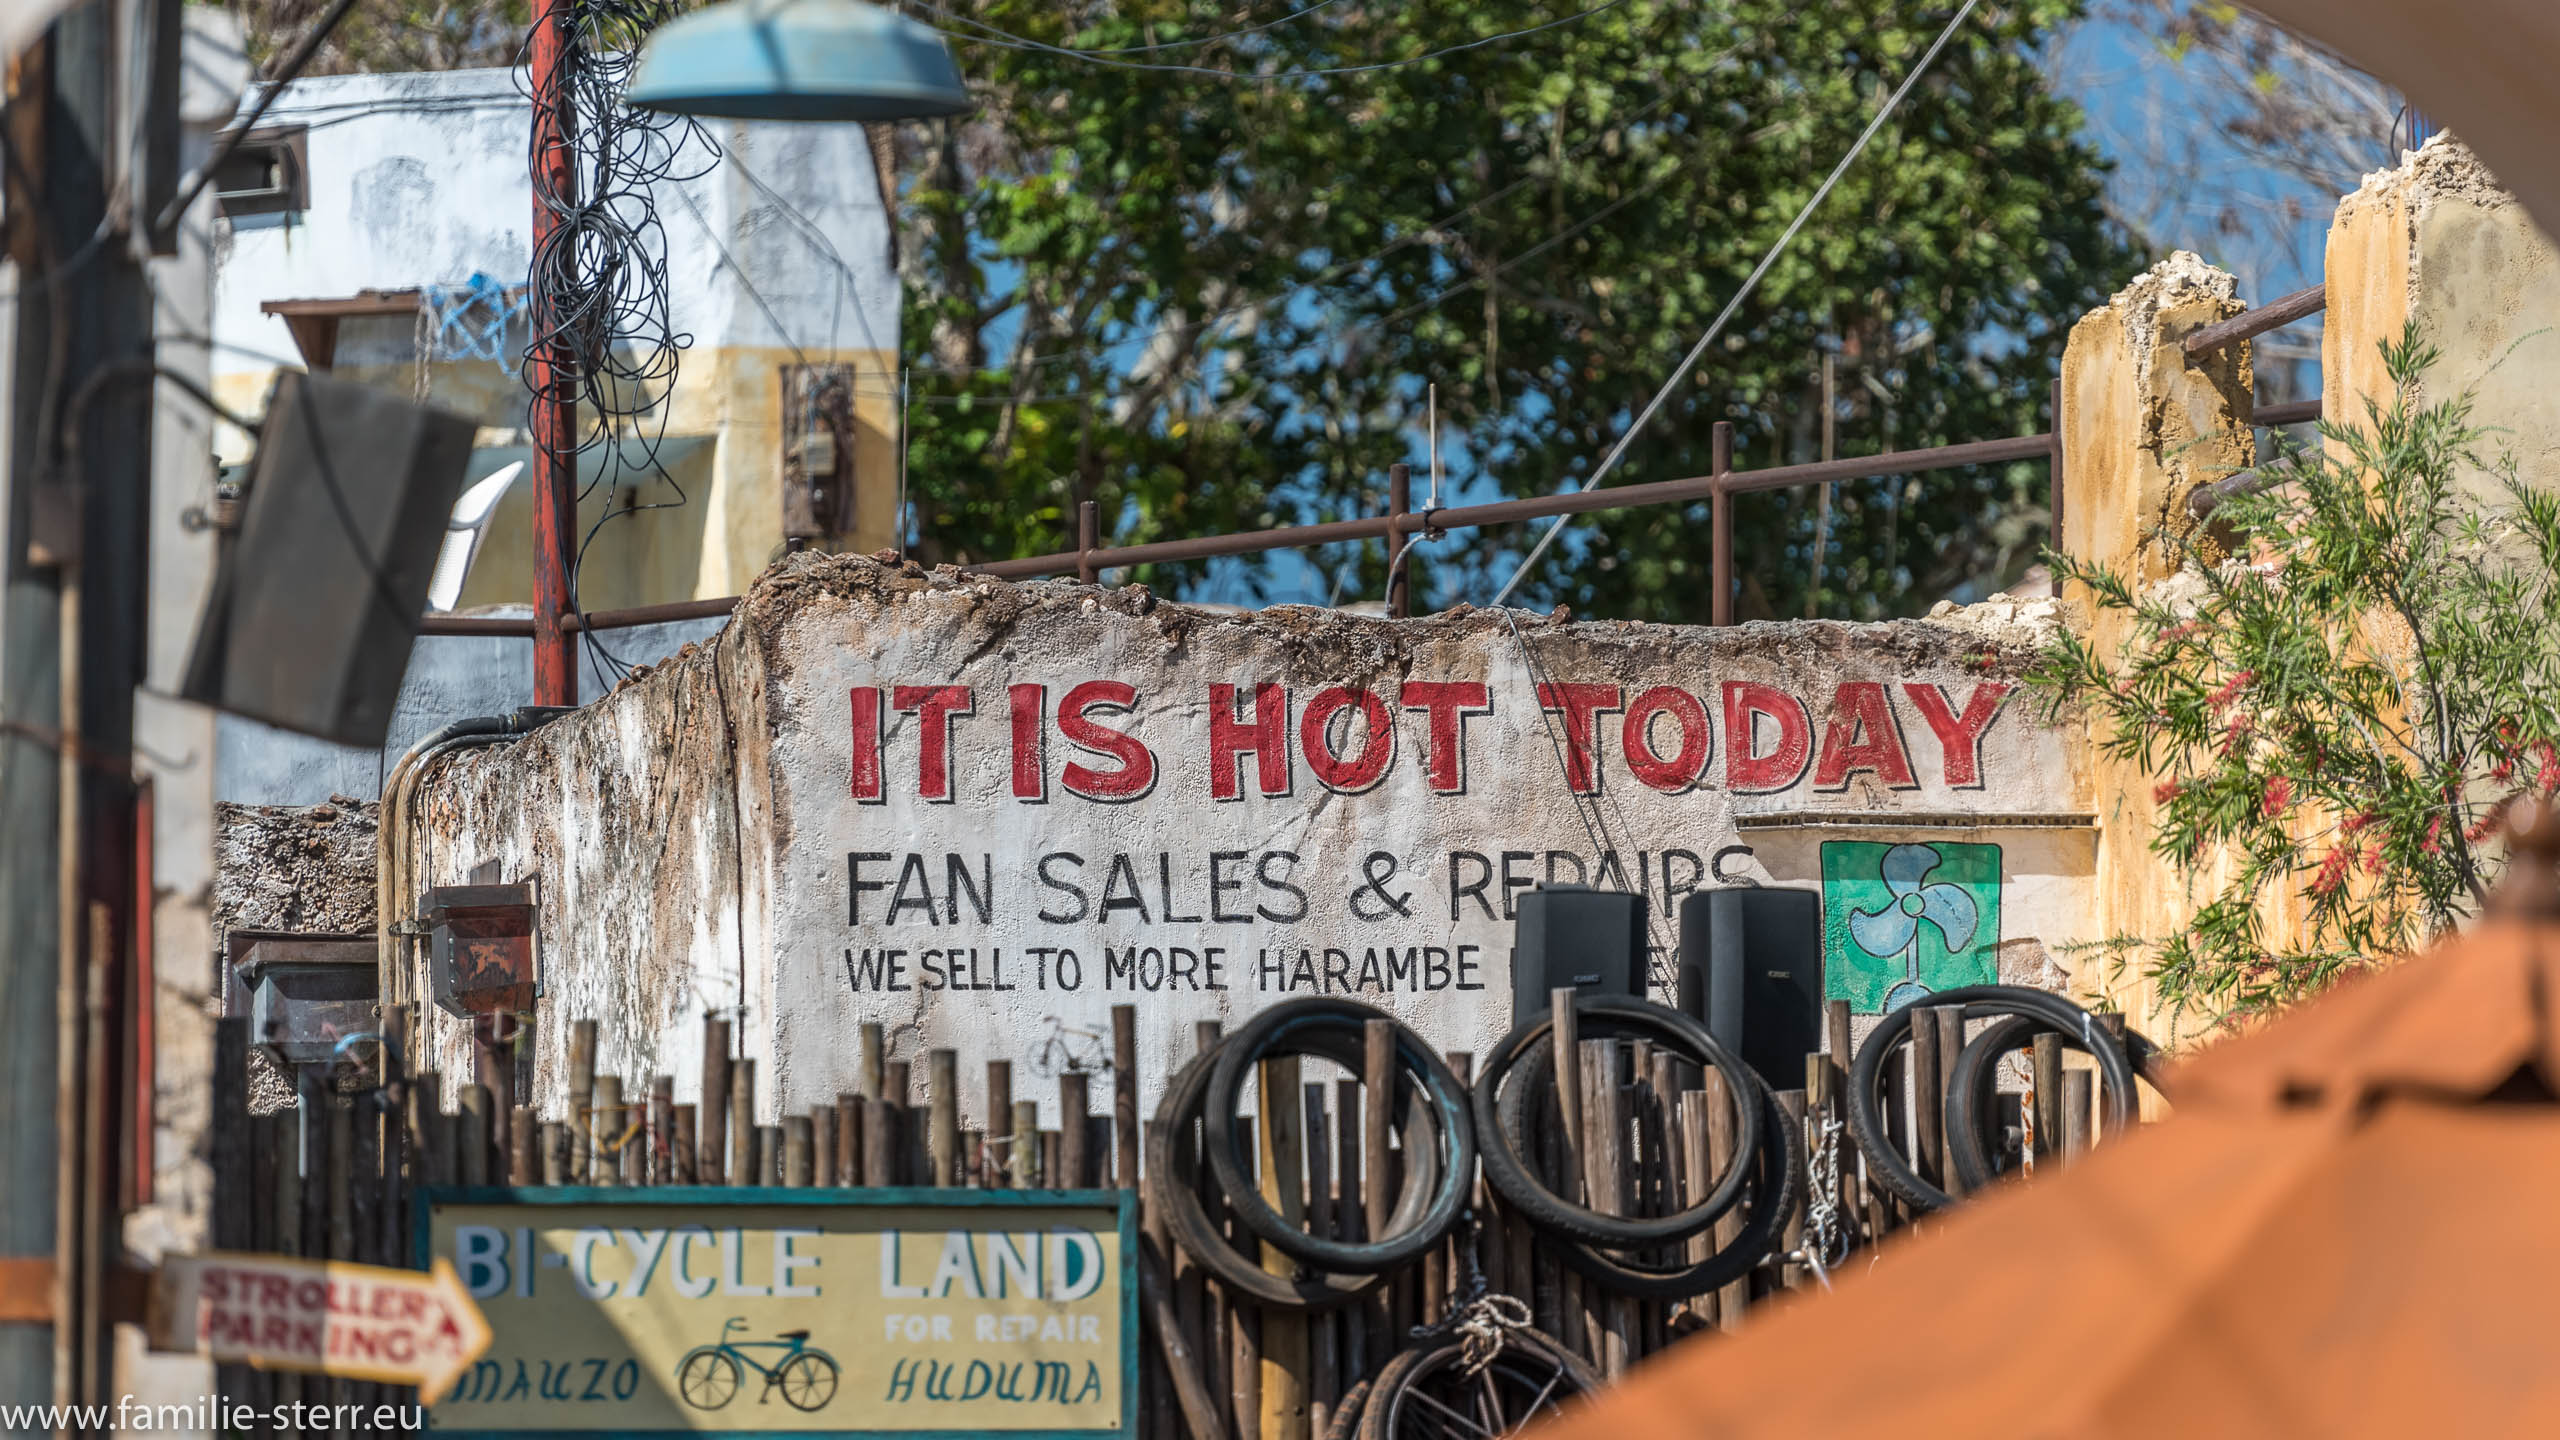 IT IS HOT TODAY
FAN SALES & REPAIRS
WE SELL TO MORE HARAMBE
BI-CYCLE LAND
FOR REPAIR
MAUZO HUDUMA
STROLLER
PARKING
www.familie-sterr.eu